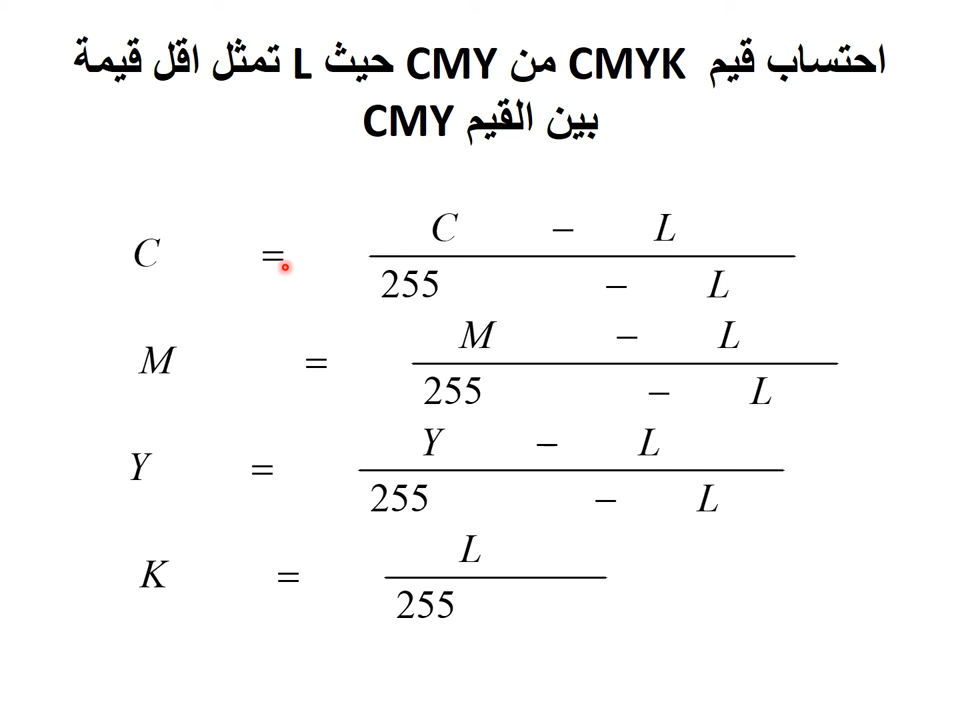 احتساب قيم CMYK من CMY حيث L تمثل اقل قيمة
بين القيم CMY
C = C – L
255 – L
M = M – L
255 – L
Y = Y – L
255 – L
K = L
255